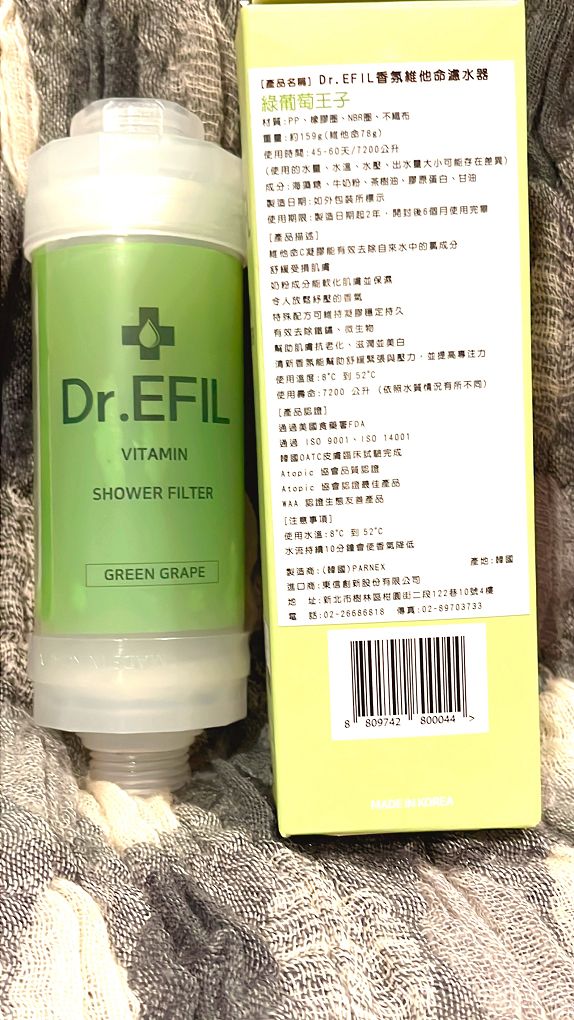 Dr.EFIL
VITAMIN
SHOWER FILTER
GREEN GRAPE
[產品名稱] Dr.EFIL香氛維他命濾水器
綠葡萄王子
材質:PP、橡膠圈、NBR圈、不織布
重量:約159g(維他命78g)
使用時間:45-60天/7200公升
(使用的水量、水溫、水壓、出水量大小可能存在差異)
成分:海藻糖、牛奶粉、茶樹油、膠原蛋白、甘油
製造日期:如外包裝所標示
使用期限:製造日期起2年，開封後6個月使用完畢
[產品描述]
維他命C凝膠能有效去除自來水中的氯成分
舒緩受損肌膚
奶粉成分能軟化肌膚並保濕
令人放鬆紓壓的香氣
特殊配方可維持凝膠穩定持久
有效去除鐵鏽、微生物
幫助肌膚抗老化、滋潤並美白
清新香氛能幫助舒緩緊張與壓力，並提高專注力
使用溫度:8°C 到 52°C
使用壽命:7200 公升 (依照水質情況有所不同)
[產品認證]
通過美國食藥署FDA
通過 ISO 9001、ISO 14001
韓國OATC皮膚臨床試驗完成
Atopic 協會品質認證
Atopic 協會認證最佳產品
WAA 認證生態友善產品
[注意事項]
使用水溫:8°C 到 52°C
水流持續10分鐘會使香氣降低
製造商:(韓國)PARNEX 產地:韓國
進口商:東信創新股份有限公司
地 址:新北市樹林區柑園街二段122巷10號4樓
電 話:02-26686818 傳真:02-89703733
8 809742 800044 >
MADE IN KOREA